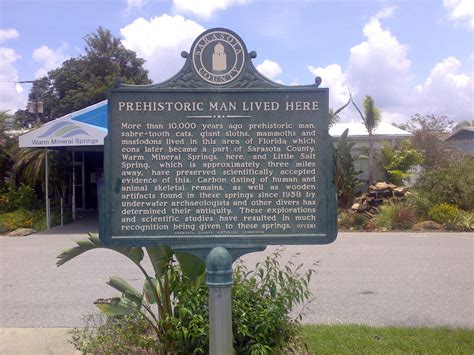 SARASOTA
COUNTY
PREHISTORIC MAN LIVED HERE
More than 10,000 years ago prehistoric man,
sabre-tooth cats, giant sloths, mammoths and
mastodons lived in this area of Florida which
eons later became a part of Sarasota County.
Warm Mineral Springs, here, and Little Salt
Spring, which is approximately three miles
away, have preserved scientifically accepted
evidence of this. Carbon dating of human and
animal skeletal remains, as well as wooden
artifacts found in these springs since 1958 by
underwater archaeologists and other divers has
determined their antiquity. These explorations
and scientific studies have resulted in much
recognition being given to these springs. (OVER)
SARASOTA COUNTY HISTORICAL COMMISSION
Warm Mineral Springs